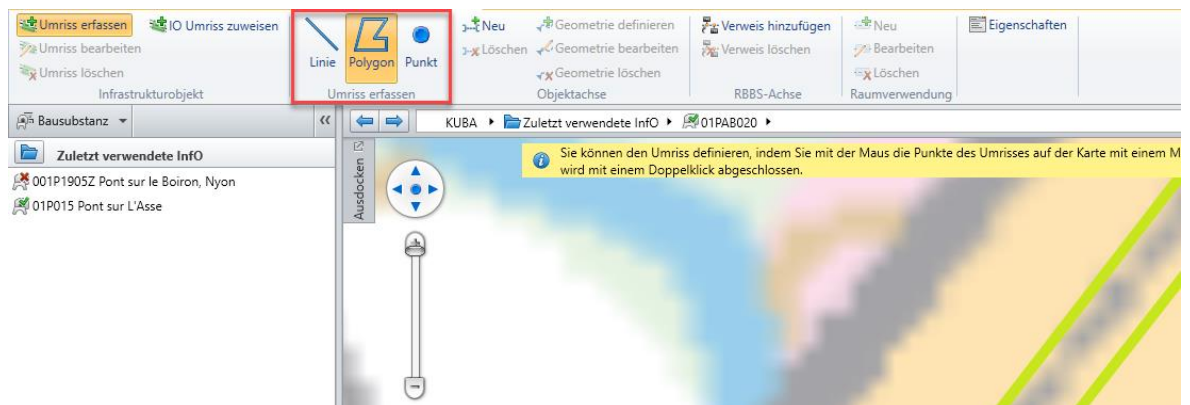 Umriss erfassen
IO Umriss zuweisen
Umriss bearbeiten
Umriss löschen
Infrastrukturobjekt
Linie
Polygon
Punkt
Umriss erfassen
Neu
Geometrie definieren
Löschen
Geometrie bearbeiten
Geometrie löschen
Objektachse
Verweis hinzufügen
Verweis löschen
RBBS-Achse
Neu
Bearbeiten
Löschen
Raumverwendung
Eigenschaften
Bausubstanz
KUBA
Zuletzt verwendete InfO
01PAB020
Zuletzt verwendete InfO
001P1905Z Pont sur le Boiron, Nyon
01P015 Pont sur L'Asse
Ausdocken
Sie können den Umriss definieren, indem Sie mit der Maus die Punkte des Umrisses auf der Karte mit einem M
wird mit einem Doppelklick abgeschlossen.